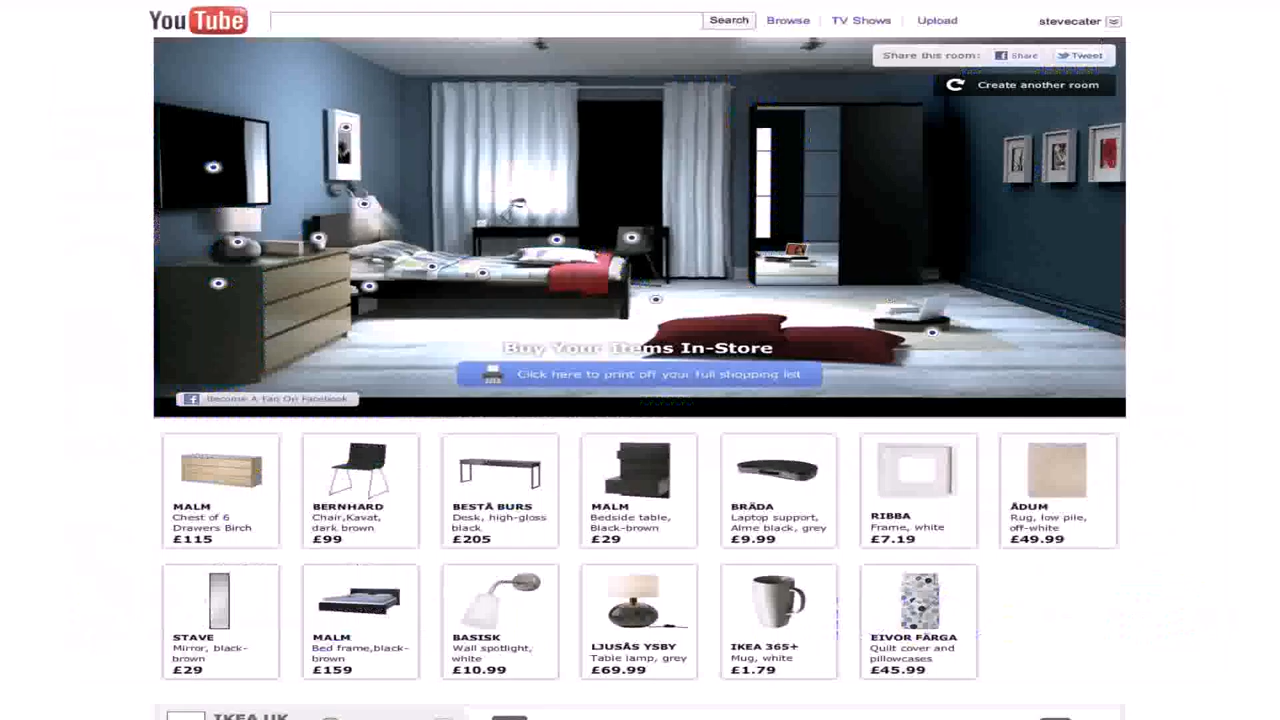 YouTube
Search
Browse
TV Shows
Upload
stevecater
Share this room:
Share
Tweet
Create another room
Buy Your Items In-Store
Click here to print off your full shopping list
Become A Fan On Facebook
MALM
Chest of 6
Drawers Birch
£115
BERNHARD
Chair,Kavat,
dark brown
£99
BESTÅ BURS
Desk, high-gloss
black
£205
MALM
Bedside table,
Black-brown
£29
BRÄDA
Laptop support,
Alme black, grey
£9.99
RIBBA
Frame, white
£7.19
ÅDUM
Rug, low pile,
off-white
£49.99
STAVE
Mirror, black-
brown
£29
MALM
Bed frame,black-
brown
£159
BASISK
Wall spotlight,
white
£10.99
LJUSÅS YSBY
Table lamp, grey
£69.99
IKEA 365+
Mug, white
£1.79
EIVOR FÄRGA
Quilt cover and
pillowcases
£45.99
IKEA UK